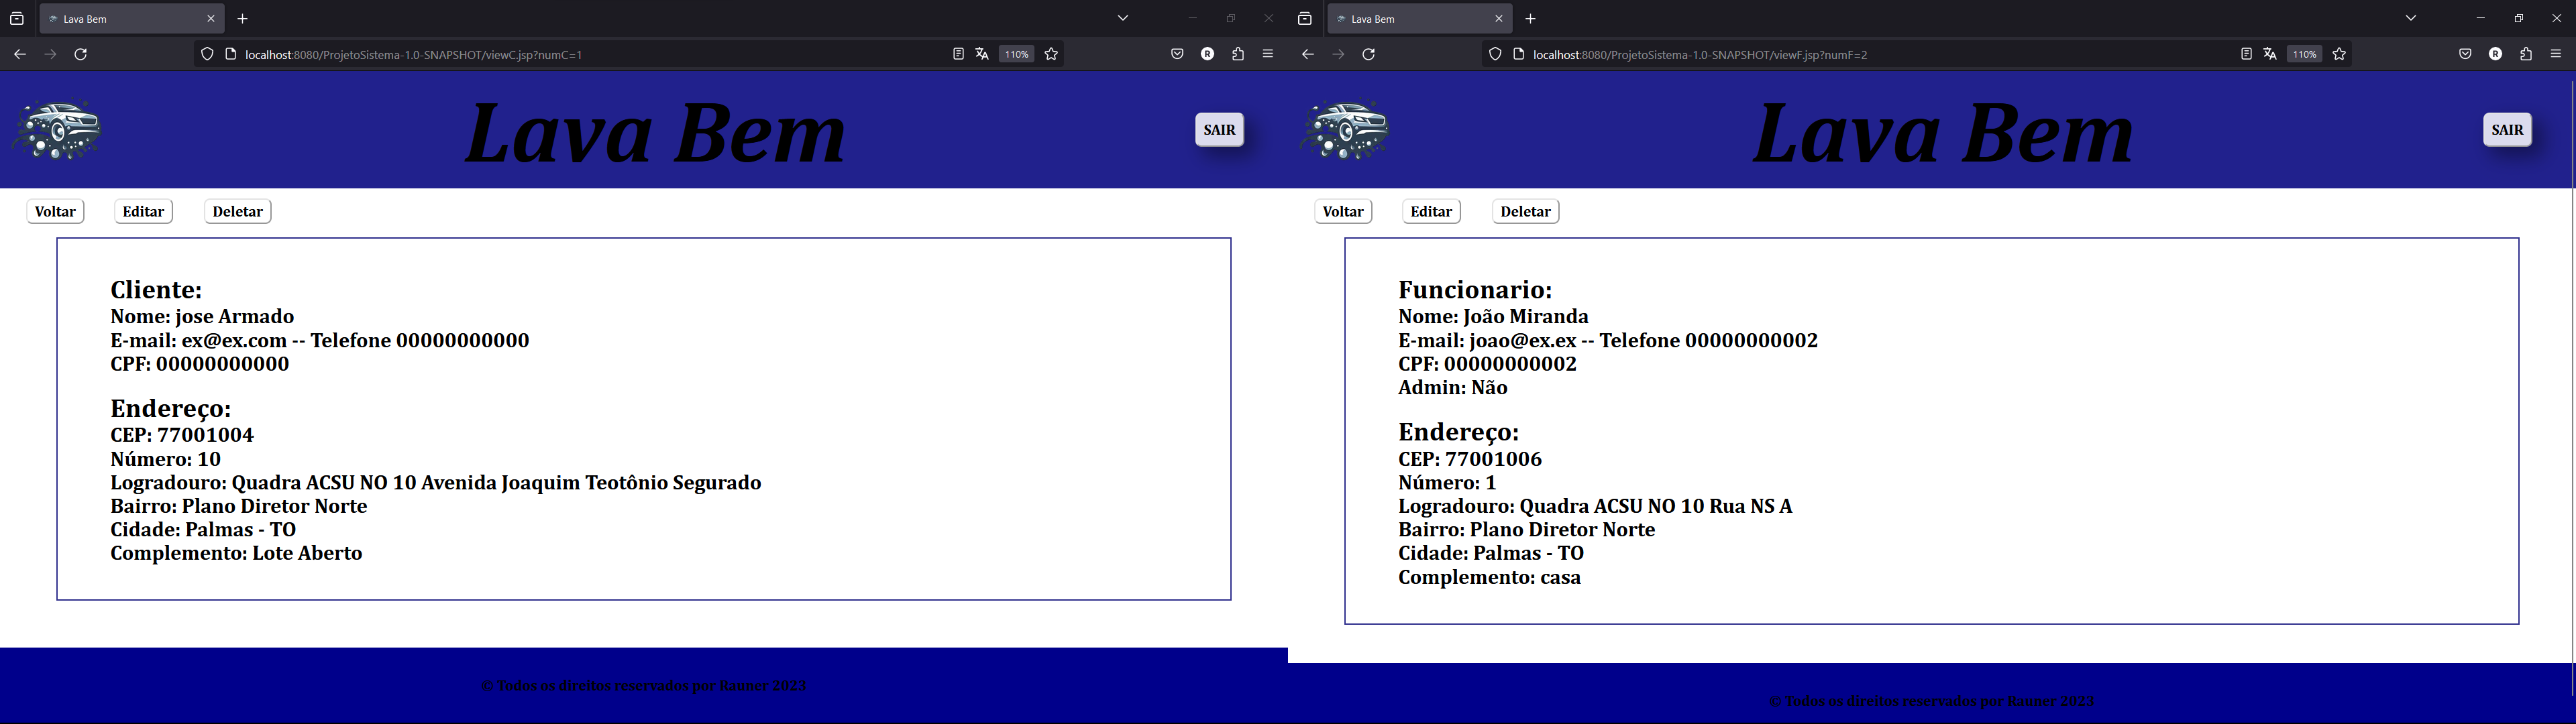 Lava Bem
localhost:8080/ProjetoSistema-1.0-SNAPSHOT/viewC.jsp?numC=1
110%
R
Lava Bem
SAIR
Voltar
Editar
Deletar
Cliente:
Nome: jose Armado
E-mail: ex@ex.com -- Telefone 00000000000
CPF: 00000000000
Endereço:
CEP: 77001004
Número: 10
Logradouro: Quadra ACSU NO 10 Avenida Joaquim Teotônio Segurado
Bairro: Plano Diretor Norte
Cidade: Palmas - TO
Complemento: Lote Aberto
© Todos os direitos reservados por Rauner 2023
Lava Bem
localhost:8080/ProjetoSistema-1.0-SNAPSHOT/viewF.jsp?numF=2
110%
R
Lava Bem
SAIR
Voltar
Editar
Deletar
Funcionario:
Nome: João Miranda
E-mail: joao@ex.ex -- Telefone 00000000002
CPF: 00000000002
Admin: Não
Endereço:
CEP: 77001006
Número: 1
Logradouro: Quadra ACSU NO 10 Rua NS A
Bairro: Plano Diretor Norte
Cidade: Palmas - TO
Complemento: casa
© Todos os direitos reservados por Rauner 2023